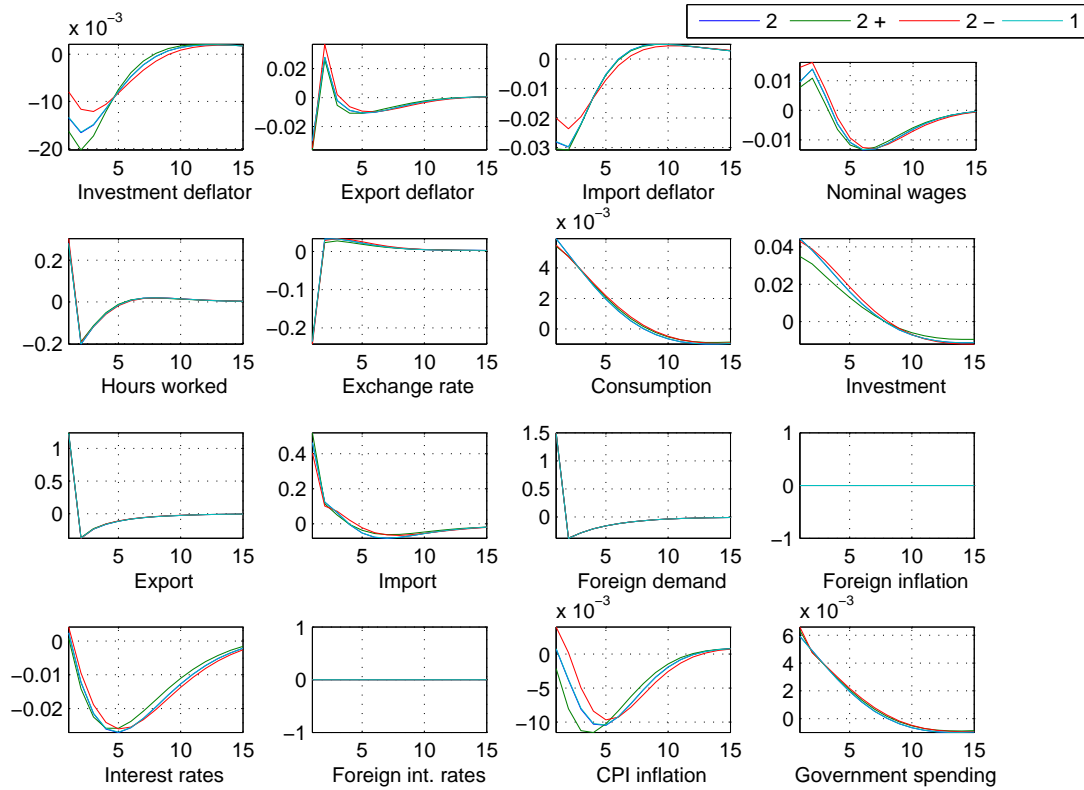 2 2 + 2 − 1
x 10⁻³
0 −10 −20
5 10 15
Investment deflator
0.02 0 −0.02
5 10 15
Export deflator
0 −0.01 −0.02 −0.03
5 10 15
Import deflator
0.01 0 −0.01
5 10 15
Nominal wages
0.2 0 −0.2
5 10 15
Hours worked
0 −0.1 −0.2
5 10 15
Exchange rate
x 10⁻³
4 2 0
5 10 15
Consumption
0.04 0.02 0
5 10 15
Investment
1 0.5 0
5 10 15
Export
0.4 0.2 0
5 10 15
Import
1.5 1 0.5 0
5 10 15
Foreign demand
1 0 −1
5 10 15
Foreign inflation
0 −0.01 −0.02
5 10 15
Interest rates
1 0 −1
5 10 15
Foreign int. rates
x 10⁻³
0 −5 −10
5 10 15
CPI inflation
x 10⁻³
6 4 2 0
5 10 15
Government spending